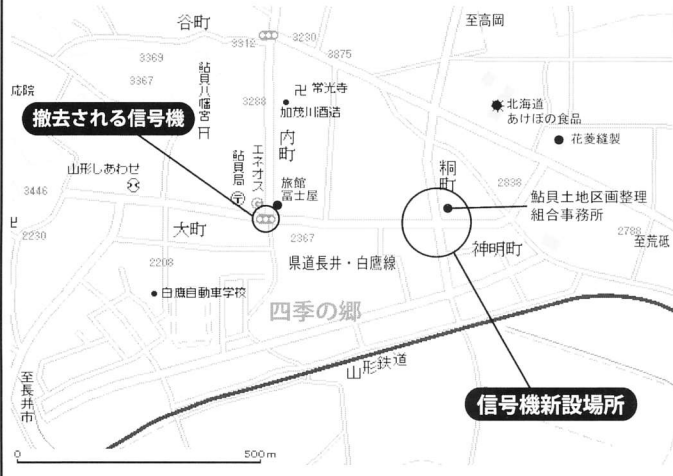 谷町
至高岡
3312
3230
3875
3369
3367
応院
鮎貝八幡宮
3288
常光寺
加茂川酒造
北海道
あけぼの食品
花菱縫製
撤去される信号機
内町
エネオス
鮎貝局
山形しあわせ
旅館
冨士屋
糀町
2838
鮎貝土地区画整理
組合事務所
3446
2230
大町
2367
神明町
2788
至荒砥
県道長井・白鷹線
2208
白鷹自動車学校
四季の郷
山形鉄道
至長井市
信号機新設場所
0
500m